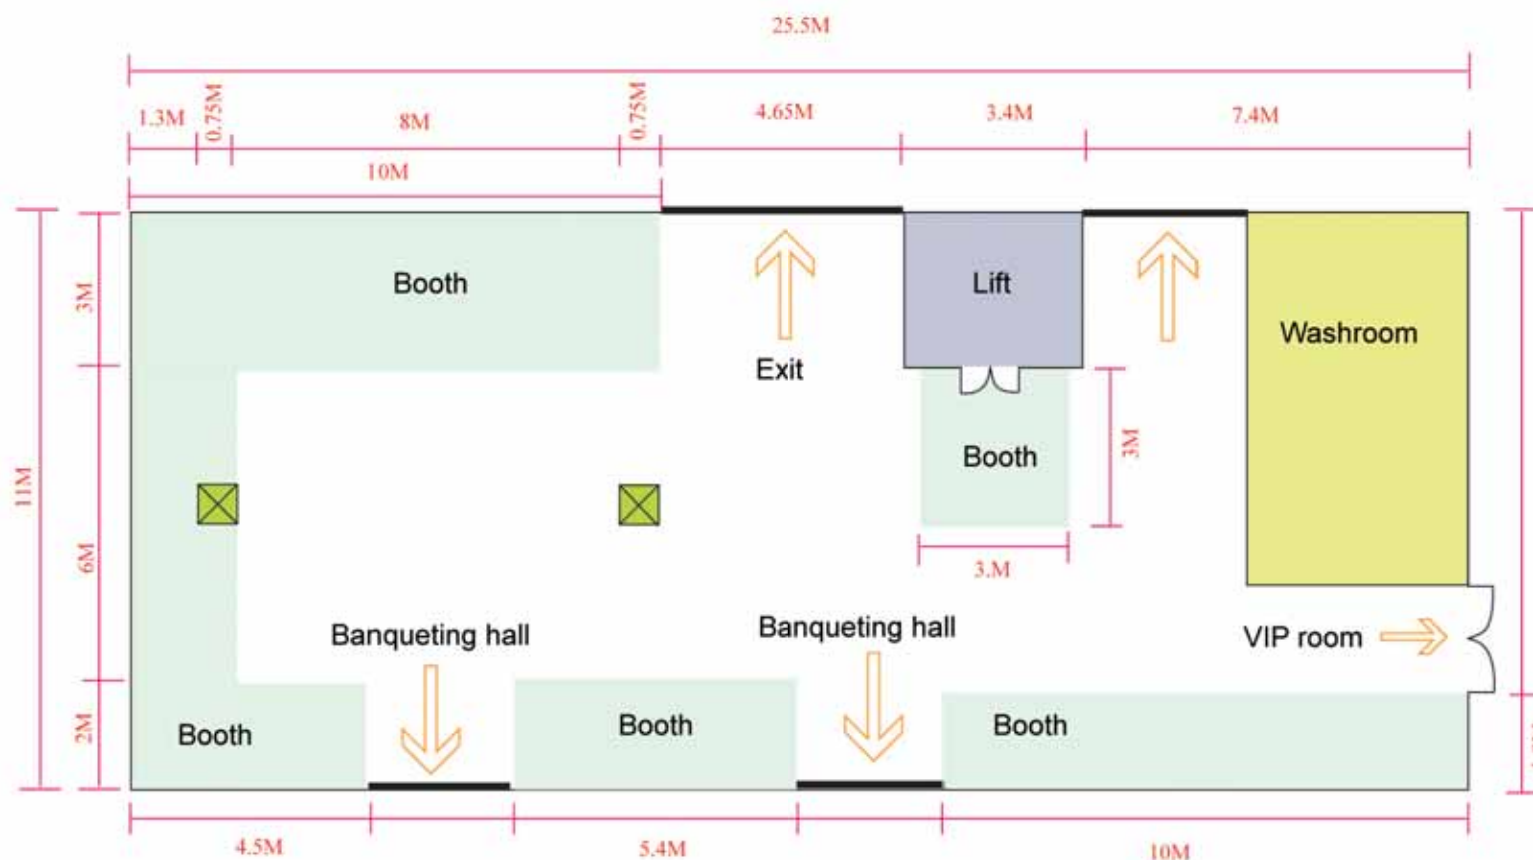 25.5M
1.3M
0.75M
8M
0.75M
4.65M
3.4M
7.4M
10M
Booth
Lift
Washroom
Exit
3M
11M
Booth
3M
3.M
6M
Banqueting hall
Banqueting hall
VIP room
2M
Booth
Booth
Booth
4.5M
5.4M
10M